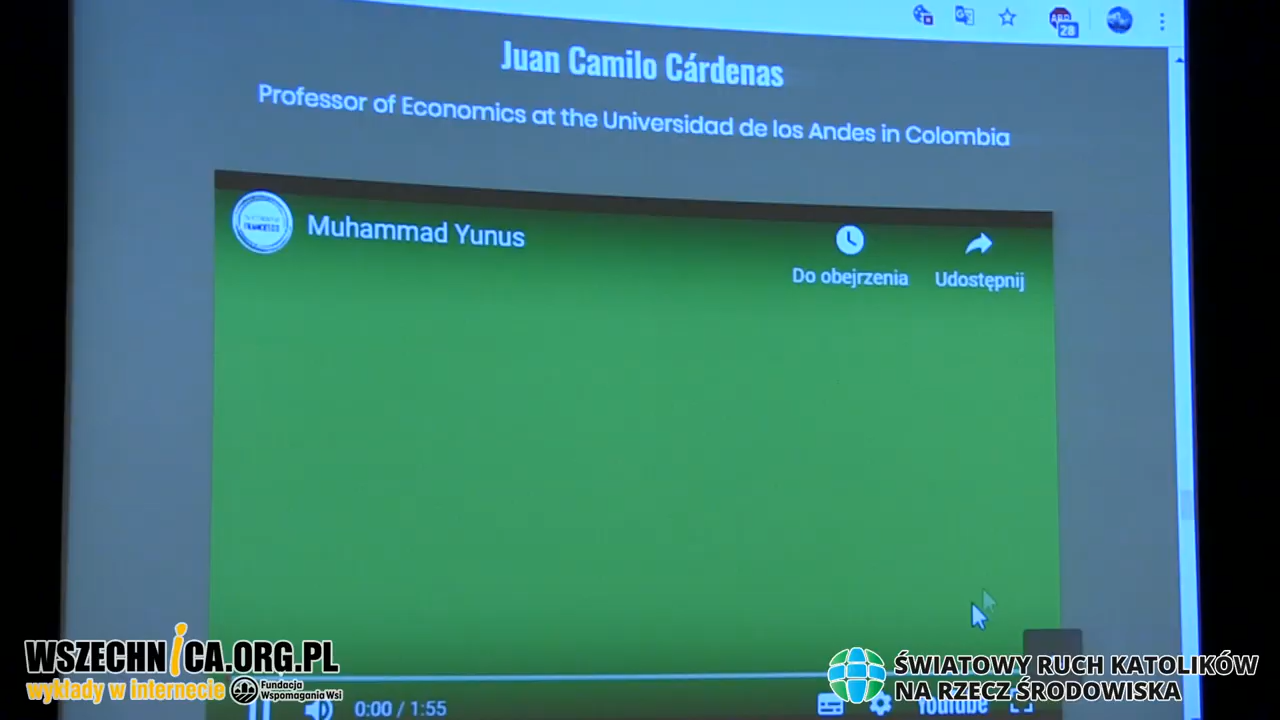 28
Juan Camilo Cárdenas
Professor of Economics at the Universidad de los Andes in Colombia
Muhammad Yunus
Do obejrzenia
Udostępnij
WSZECHNICA.ORG.PL
wykłady w internecie
Fundacja
Wspomagania Wsi
ŚWIATOWY RUCH KATOLIKÓW
NA RZECZ ŚRODOWISKA
0:00 / 1:55
YouTube